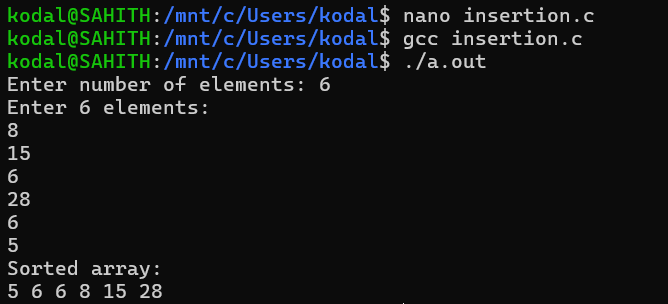 kodal@SAHITH:/mnt/c/Users/kodal$ nano insertion.c
kodal@SAHITH:/mnt/c/Users/kodal$ gcc insertion.c
kodal@SAHITH:/mnt/c/Users/kodal$ ./a.out
Enter number of elements: 6
Enter 6 elements:
8
15
6
28
6
5
Sorted array:
5 6 6 8 15 28